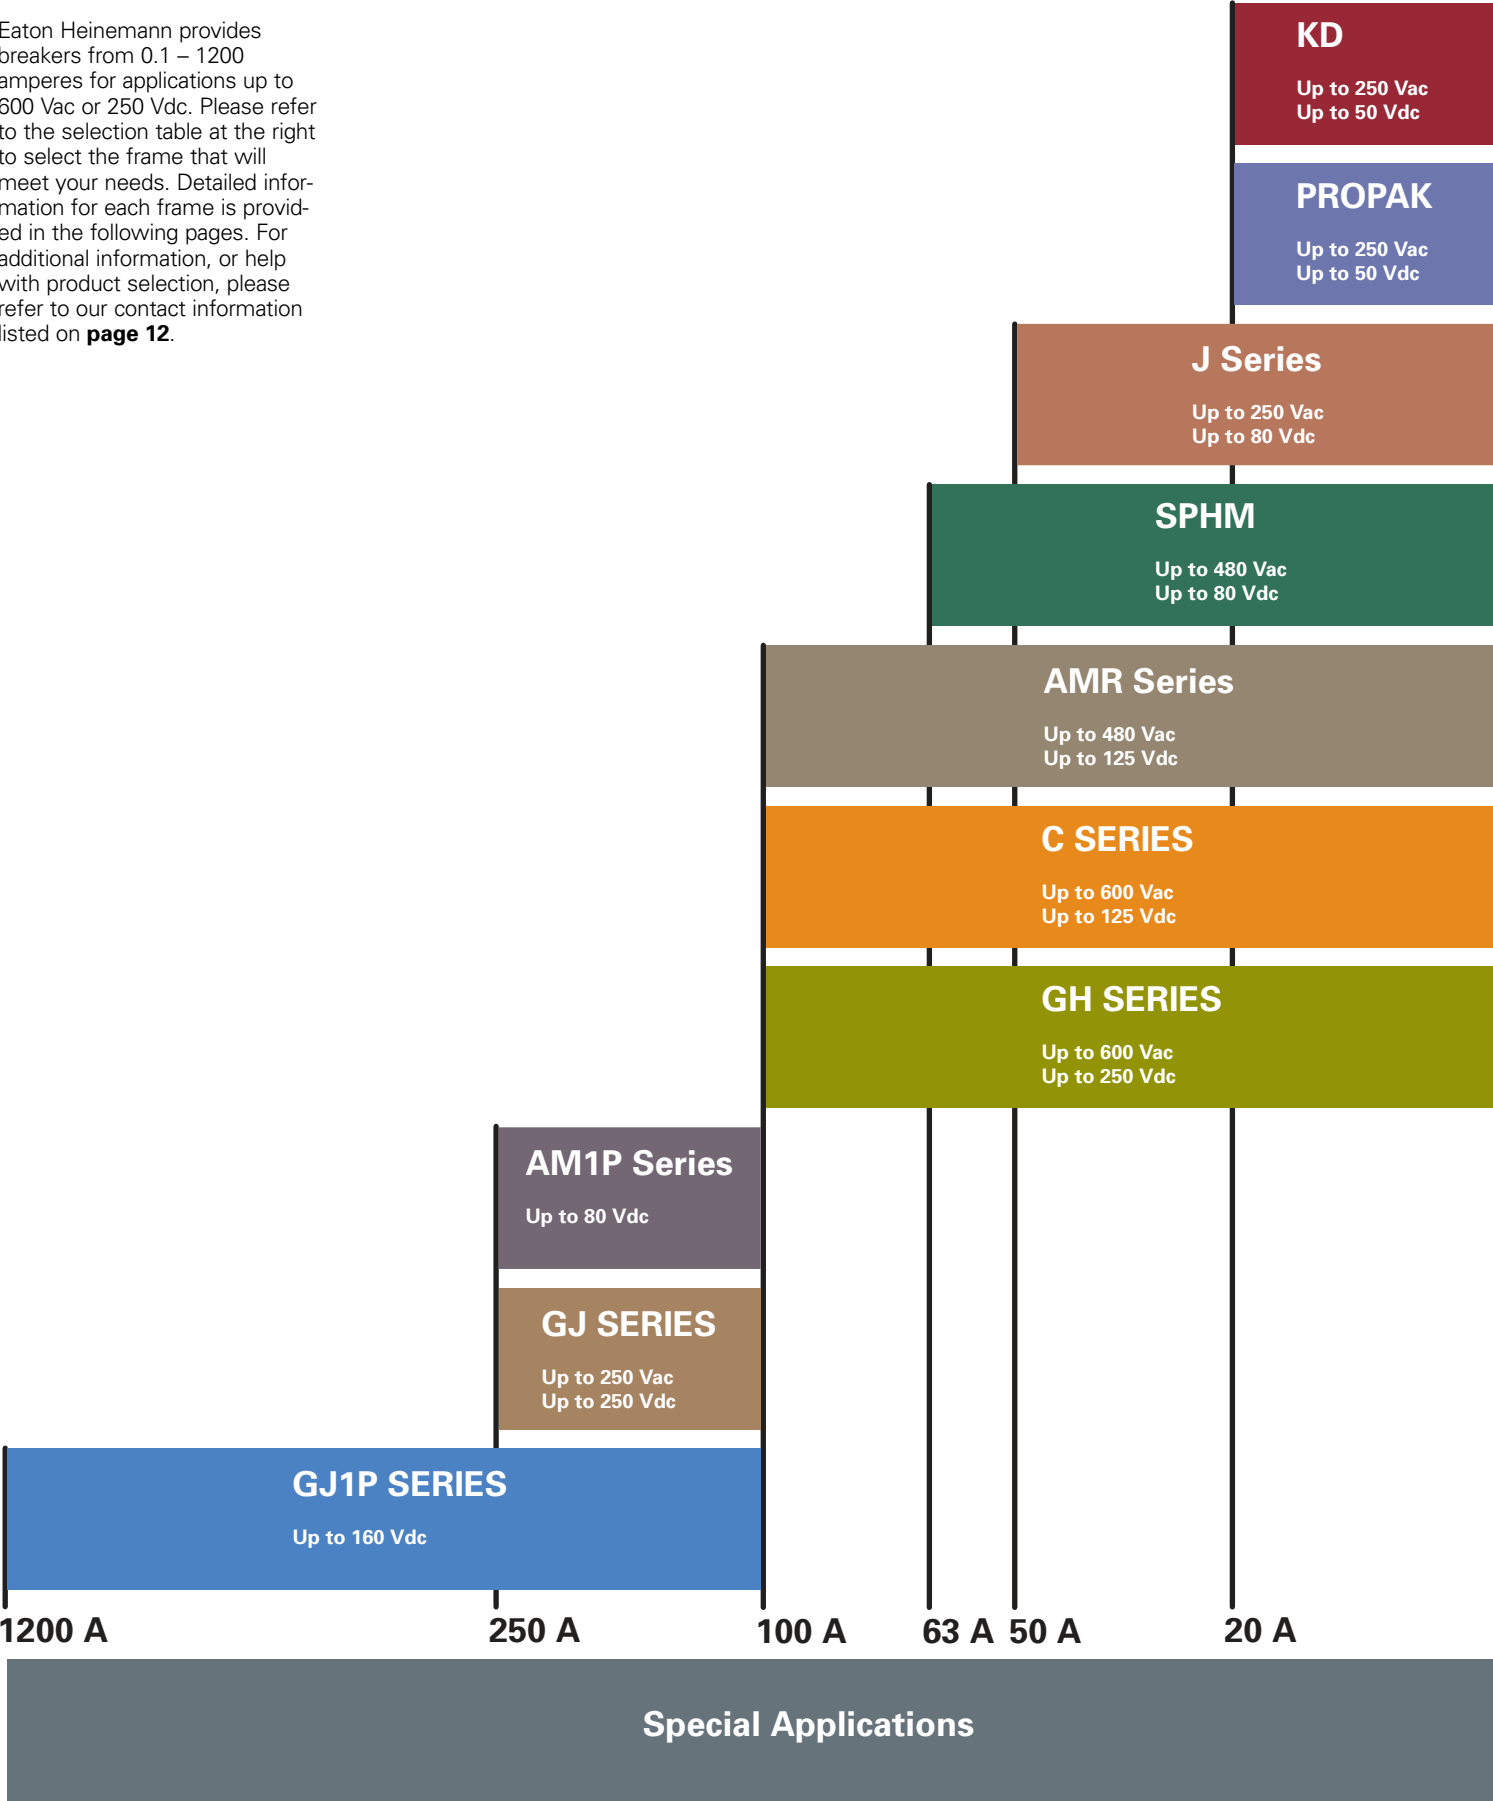 Eaton Heinemann provides
breakers from 0.1 – 1200
amperes for applications up to
600 Vac or 250 Vdc. Please refer
to the selection table at the right
to select the frame that will
meet your needs. Detailed infor-
mation for each frame is provid-
ed in the following pages. For
additional information, or help
with product selection, please
refer to our contact information
listed on page 12.
KD
Up to 250 Vac
Up to 50 Vdc
PROPAK
Up to 250 Vac
Up to 50 Vdc
J Series
Up to 250 Vac
Up to 80 Vdc
SPHM
Up to 480 Vac
Up to 80 Vdc
AMR Series
Up to 480 Vac
Up to 125 Vdc
C SERIES
Up to 600 Vac
Up to 125 Vdc
GH SERIES
Up to 600 Vac
Up to 250 Vdc
AM1P Series
Up to 80 Vdc
GJ SERIES
Up to 250 Vac
Up to 250 Vdc
GJ1P SERIES
Up to 160 Vdc
1200 A 250 A 100 A 63 A 50 A 20 A
Special Applications